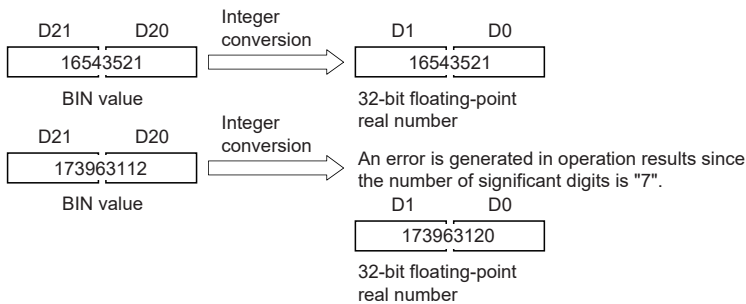 Integer
conversion
D21 D20 D1 D0
16543521 16543521
BIN value 32-bit floating-point
real number
Integer
conversion
D21 D20
173963112
BIN value
An error is generated in operation results since
the number of significant digits is "7".
D1 D0
173963120
32-bit floating-point
real number